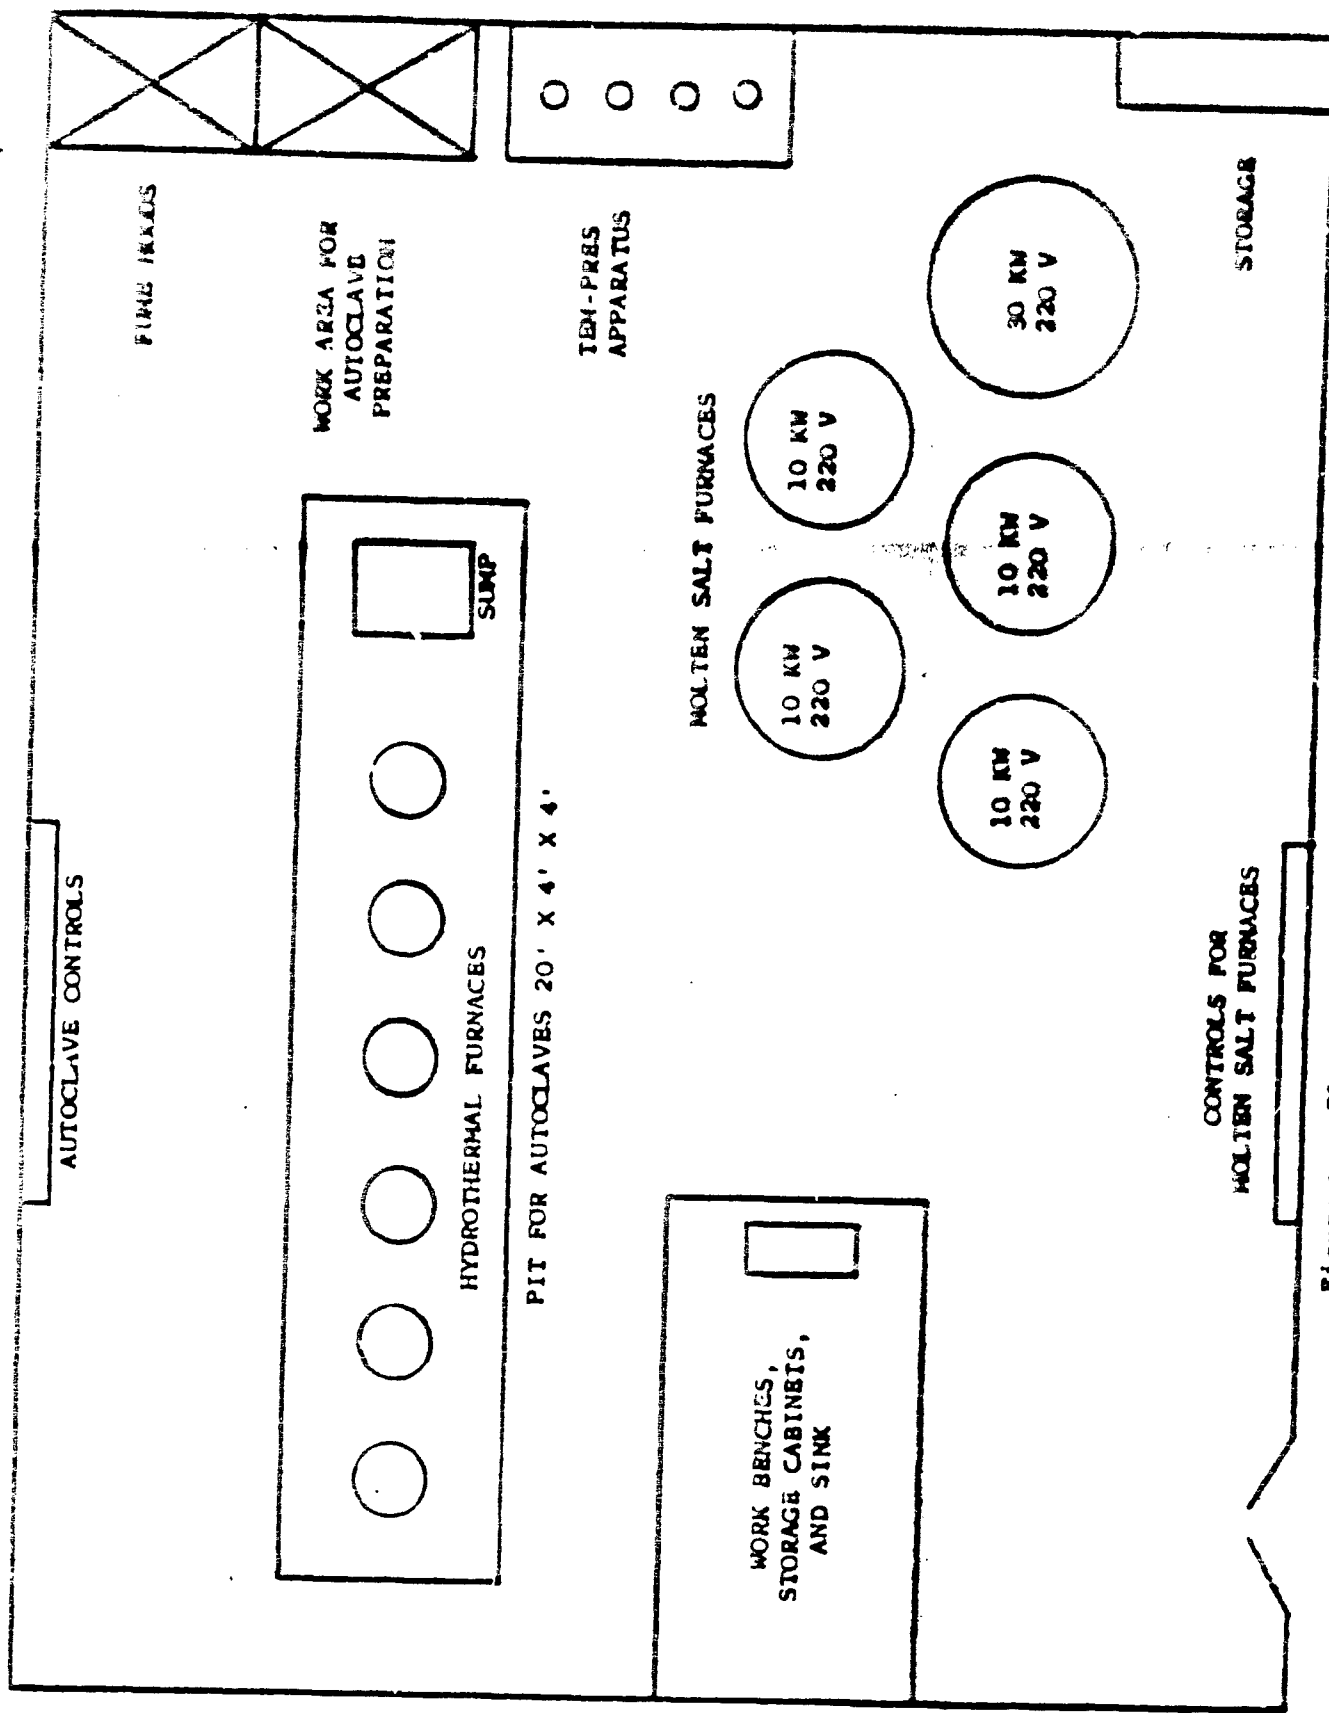 AUTOCLAVE CONTROLS
FUME HOODS
WORK AREA FOR
AUTOCLAVE
PREPARATION
SUMP
HYDROTHERMAL FURNACES
PIT FOR AUTOCLAVES 20' X 4' X 4'
TEM-PRES
APPARATUS
MOLTEN SALT FURNACES
10 KW
220 V
10 KW
220 V
10 KW
220 V
10 KW
220 V
30 KW
220 V
WORK BENCHES,
STORAGE CABINETS,
AND SINK
STORAGE
CONTROLS FOR
MOLTEN SALT FURNACES